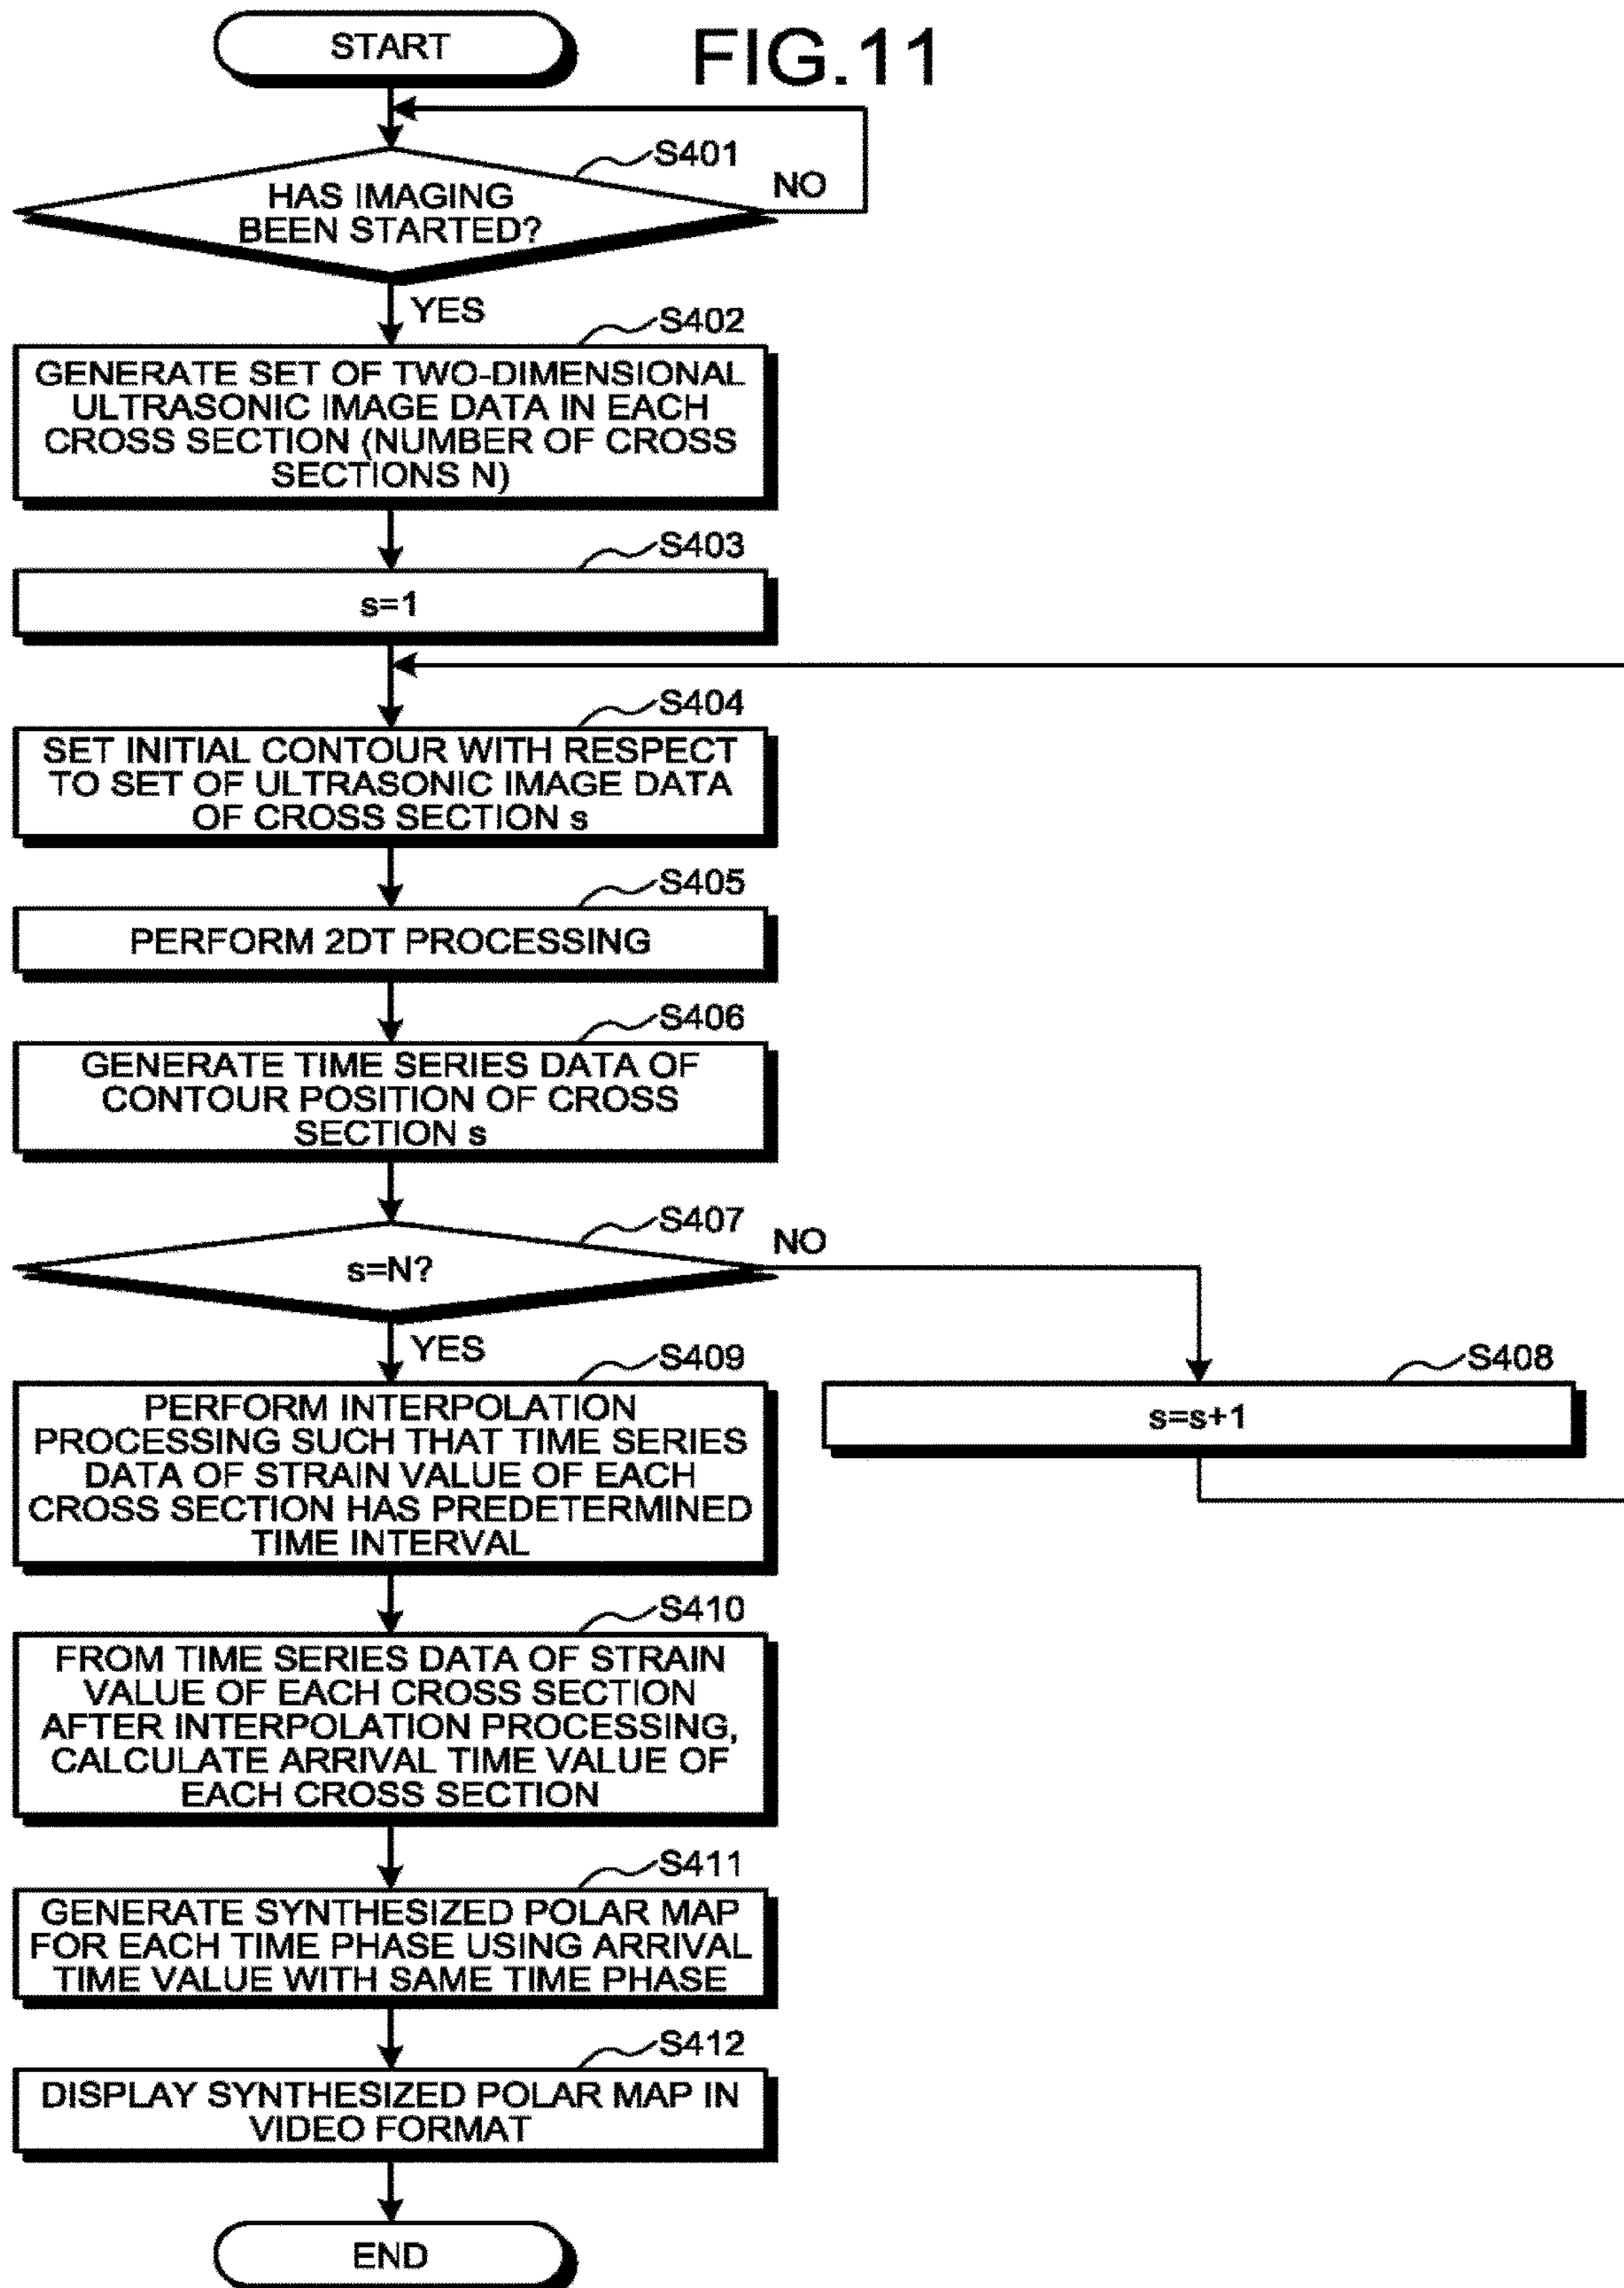 FIG.11
START
S401
HAS IMAGING
BEEN STARTED?
NO
YES
S402
GENERATE SET OF TWO-DIMENSIONAL
ULTRASONIC IMAGE DATA IN EACH
CROSS SECTION (NUMBER OF CROSS
SECTIONS N)
S403
s=1
S404
SET INITIAL CONTOUR WITH RESPECT
TO SET OF ULTRASONIC IMAGE DATA
OF CROSS SECTION s
S405
PERFORM 2DT PROCESSING
S406
GENERATE TIME SERIES DATA OF
CONTOUR POSITION OF CROSS
SECTION s
S407
s=N?
NO
YES
S408
s=s+1
S409
PERFORM INTERPOLATION
PROCESSING SUCH THAT TIME SERIES
DATA OF STRAIN VALUE OF EACH
CROSS SECTION HAS PREDETERMINED
TIME INTERVAL
S410
FROM TIME SERIES DATA OF STRAIN
VALUE OF EACH CROSS SECTION
AFTER INTERPOLATION PROCESSING,
CALCULATE ARRIVAL TIME VALUE OF
EACH CROSS SECTION
S411
GENERATE SYNTHESIZED POLAR MAP
FOR EACH TIME PHASE USING ARRIVAL
TIME VALUE WITH SAME TIME PHASE
S412
DISPLAY SYNTHESIZED POLAR MAP IN
VIDEO FORMAT
END